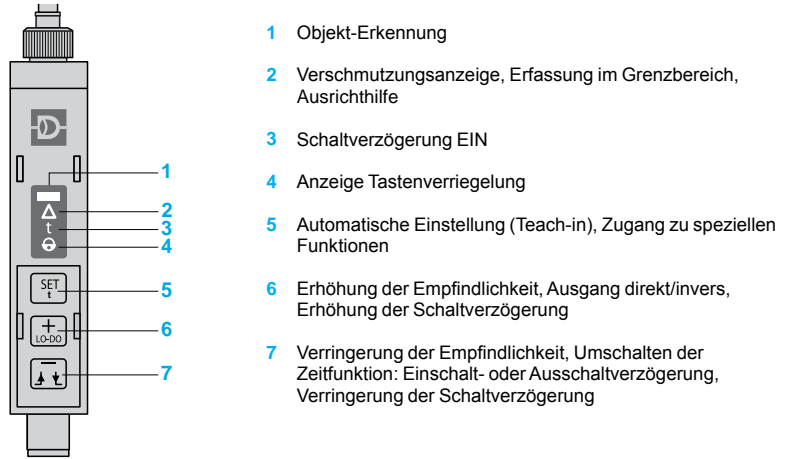 1 Objekt-Erkennung
2 Verschmutzungsanzeige, Erfassung im Grenzbereich,
Ausrichthilfe
3 Schaltverzögerung EIN
4 Anzeige Tastenverriegelung
5 Automatische Einstellung (Teach-in), Zugang zu speziellen
Funktionen
6 Erhöhung der Empfindlichkeit, Ausgang direkt/invers,
Erhöhung der Schaltverzögerung
7 Verringerung der Empfindlichkeit, Umschalten der
Zeitfunktion: Einschalt- oder Ausschaltverzögerung,
Verringerung der Schaltverzögerung
D
1
2
t 3
4
SET 5
t
+ 6
LO-DO
7